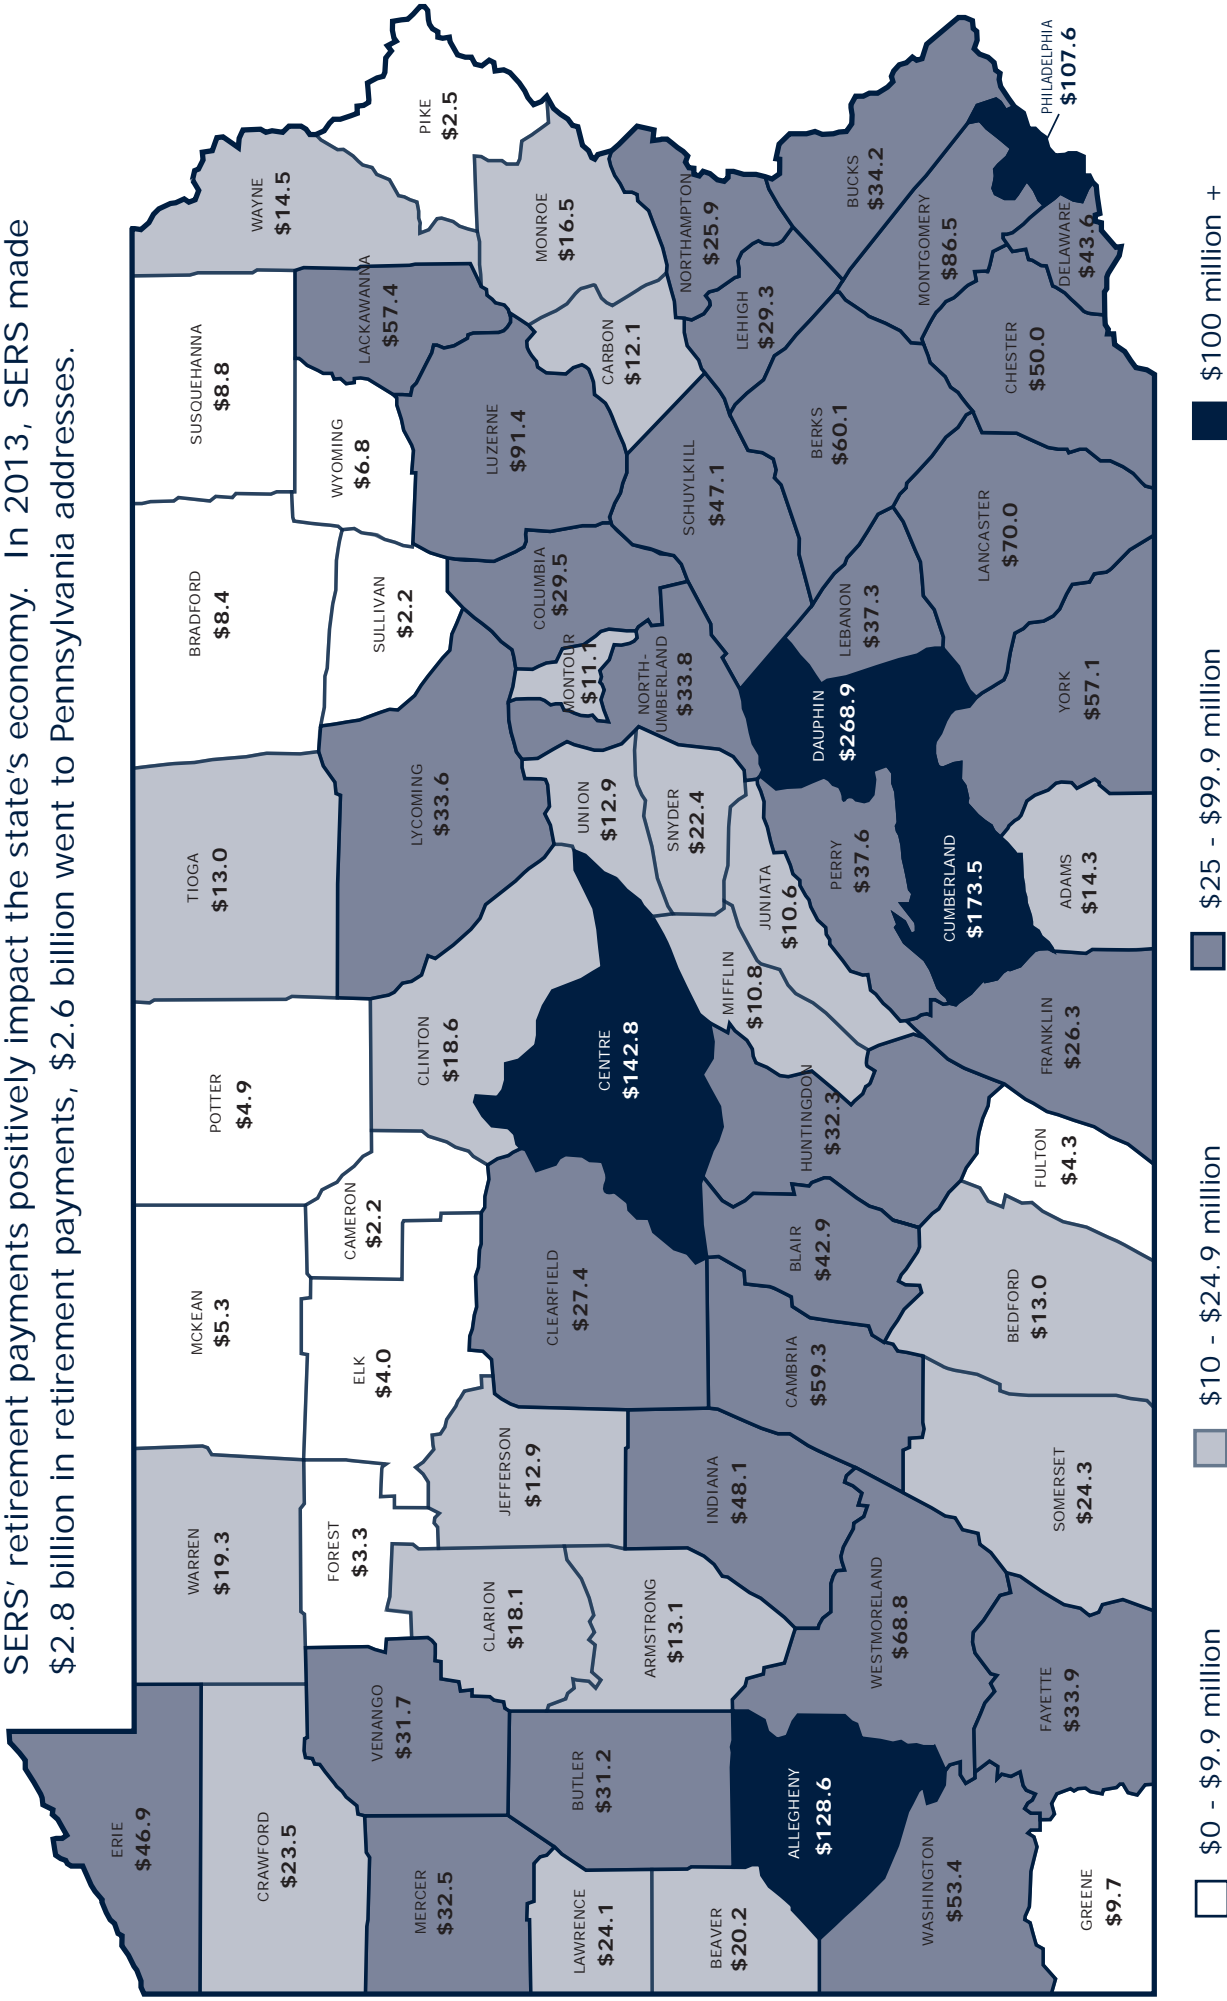 SERS' retirement payments positively impact the state's economy. In 2013, SERS made
$2.8 billion in retirement payments, $2.6 billion went to Pennsylvania addresses.
ERIE
$46.9
CRAWFORD
$23.5
WARREN
$19.3
MCKEAN
$5.3
POTTER
$4.9
TIOGA
$13.0
BRADFORD
$8.4
SUSQUEHANNA
$8.8
WAYNE
$14.5
MERCER
$32.5
VENANGO
$31.7
FOREST
$3.3
ELK
$4.0
CAMERON
$2.2
CLINTON
$18.6
LYCOMING
$33.6
SULLIVAN
$2.2
WYOMING
$6.8
LACKAWANNA
$57.4
PIKE
$2.5
LAWRENCE
$24.1
BUTLER
$31.2
CLARION
$18.1
JEFFERSON
$12.9
CLEARFIELD
$27.4
CENTRE
$142.8
UNION
$12.9
MONTOUR
$11.1
COLUMBIA
$29.5
LUZERNE
$91.4
MONROE
$16.5
CARBON
$12.1
BEAVER
$20.2
ARMSTRONG
$13.1
INDIANA
$48.1
SNYDER
$22.4
NORTH-
UMBERLAND
$33.8
SCHUYLKILL
$47.1
NORTHAMPTON
$25.9
LEHIGH
$29.3
ALLEGHENY
$128.6
WESTMORELAND
$68.8
CAMBRIA
$59.3
BLAIR
$42.9
HUNTINGDON
$32.3
MIFFLIN
$10.8
JUNIATA
$10.6
PERRY
$37.6
DAUPHIN
$268.9
LEBANON
$37.3
BERKS
$60.1
BUCKS
$34.2
MONTGOMERY
$86.5
WASHINGTON
$53.4
GREENE
$9.7
FAYETTE
$33.9
SOMERSET
$24.3
BEDFORD
$13.0
FULTON
$4.3
FRANKLIN
$26.3
CUMBERLAND
$173.5
ADAMS
$14.3
YORK
$57.1
LANCASTER
$70.0
CHESTER
$50.0
DELAWARE
$43.6
PHILADELPHIA
$107.6
$0 - $9.9 million
$10 - $24.9 million
$25 - $99.9 million
$100 million +